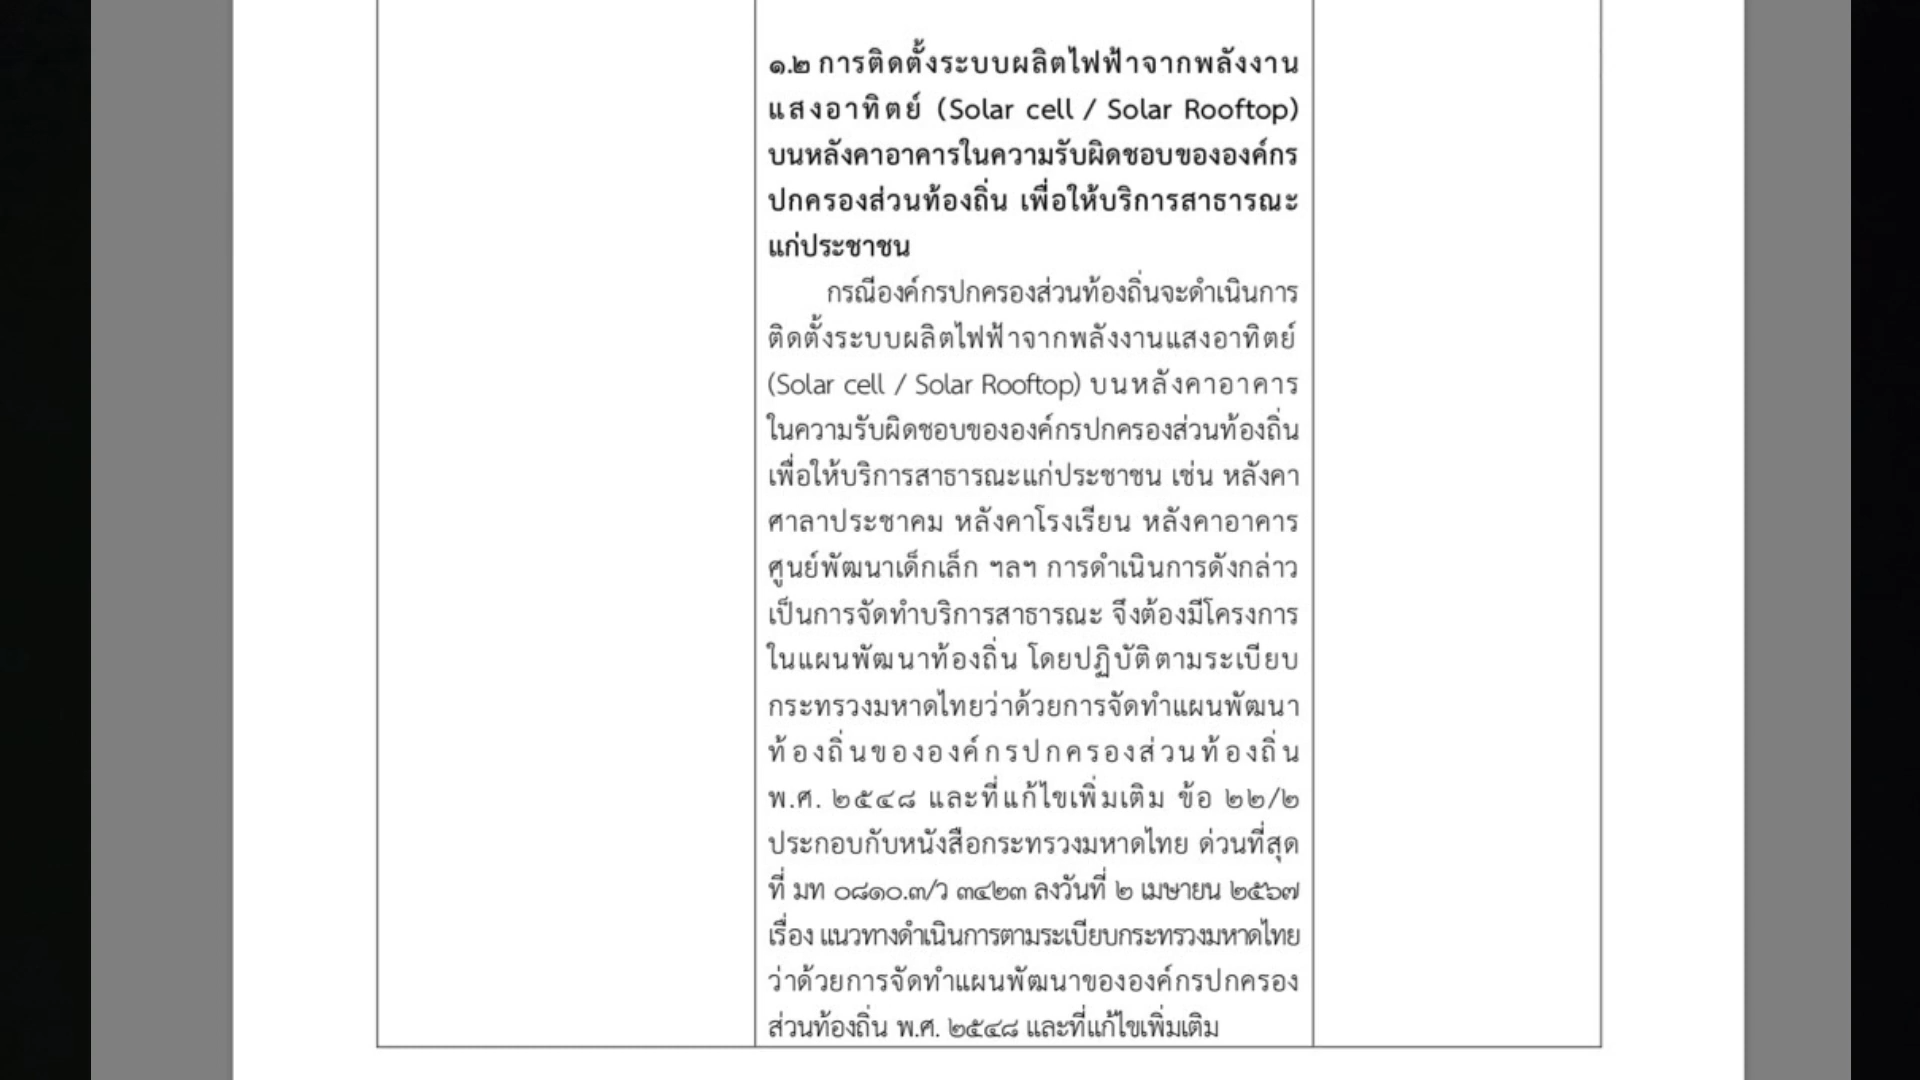 ๑.๒ การติดตั้งระบบผลิตไฟฟ้าจากพลังงาน
แสงอาทิตย์ (Solar cell / Solar Rooftop)
บนหลังคาอาคารในความรับผิดชอบขององค์กร
ปกครองส่วนท้องถิ่น เพื่อให้บริการสาธารณะ
แก่ประชาชน
กรณีองค์กรปกครองส่วนท้องถิ่นจะดำเนินการ
ติดตั้งระบบผลิตไฟฟ้าจากพลังงานแสงอาทิตย์
(Solar cell / Solar Rooftop) บนหลังคาอาคาร
ในความรับผิดชอบขององค์กรปกครองส่วนท้องถิ่น
เพื่อให้บริการสาธารณะแก่ประชาชน เช่น หลังคา
ศาลาประชาคม หลังคาโรงเรียน หลังคาอาคาร
ศูนย์พัฒนาเด็กเล็ก ฯลฯ การดำเนินการดังกล่าว
เป็นการจัดทำบริการสาธารณะ จึงต้องมีโครงการ
ในแผนพัฒนาท้องถิ่น โดยปฏิบัติตามระเบียบ
กระทรวงมหาดไทยว่าด้วยการจัดทำแผนพัฒนา
ท้องถิ่นขององค์กรปกครองส่วนท้องถิ่น
พ.ศ. ๒๕๔๘ และที่แก้ไขเพิ่มเติม ข้อ ๒๒/๒
ประกอบกับหนังสือกระทรวงมหาดไทย ด่วนที่สุด
ที่ มท ๐๘๑๐.๓/ว ๓๔๒๓ ลงวันที่ ๒ เมษายน ๒๕๖๗
เรื่อง แนวทางดำเนินการตามระเบียบกระทรวงมหาดไทย
ว่าด้วยการจัดทำแผนพัฒนาขององค์กรปกครอง
ส่วนท้องถิ่น พ.ศ. ๒๕๔๘ และที่แก้ไขเพิ่มเติม